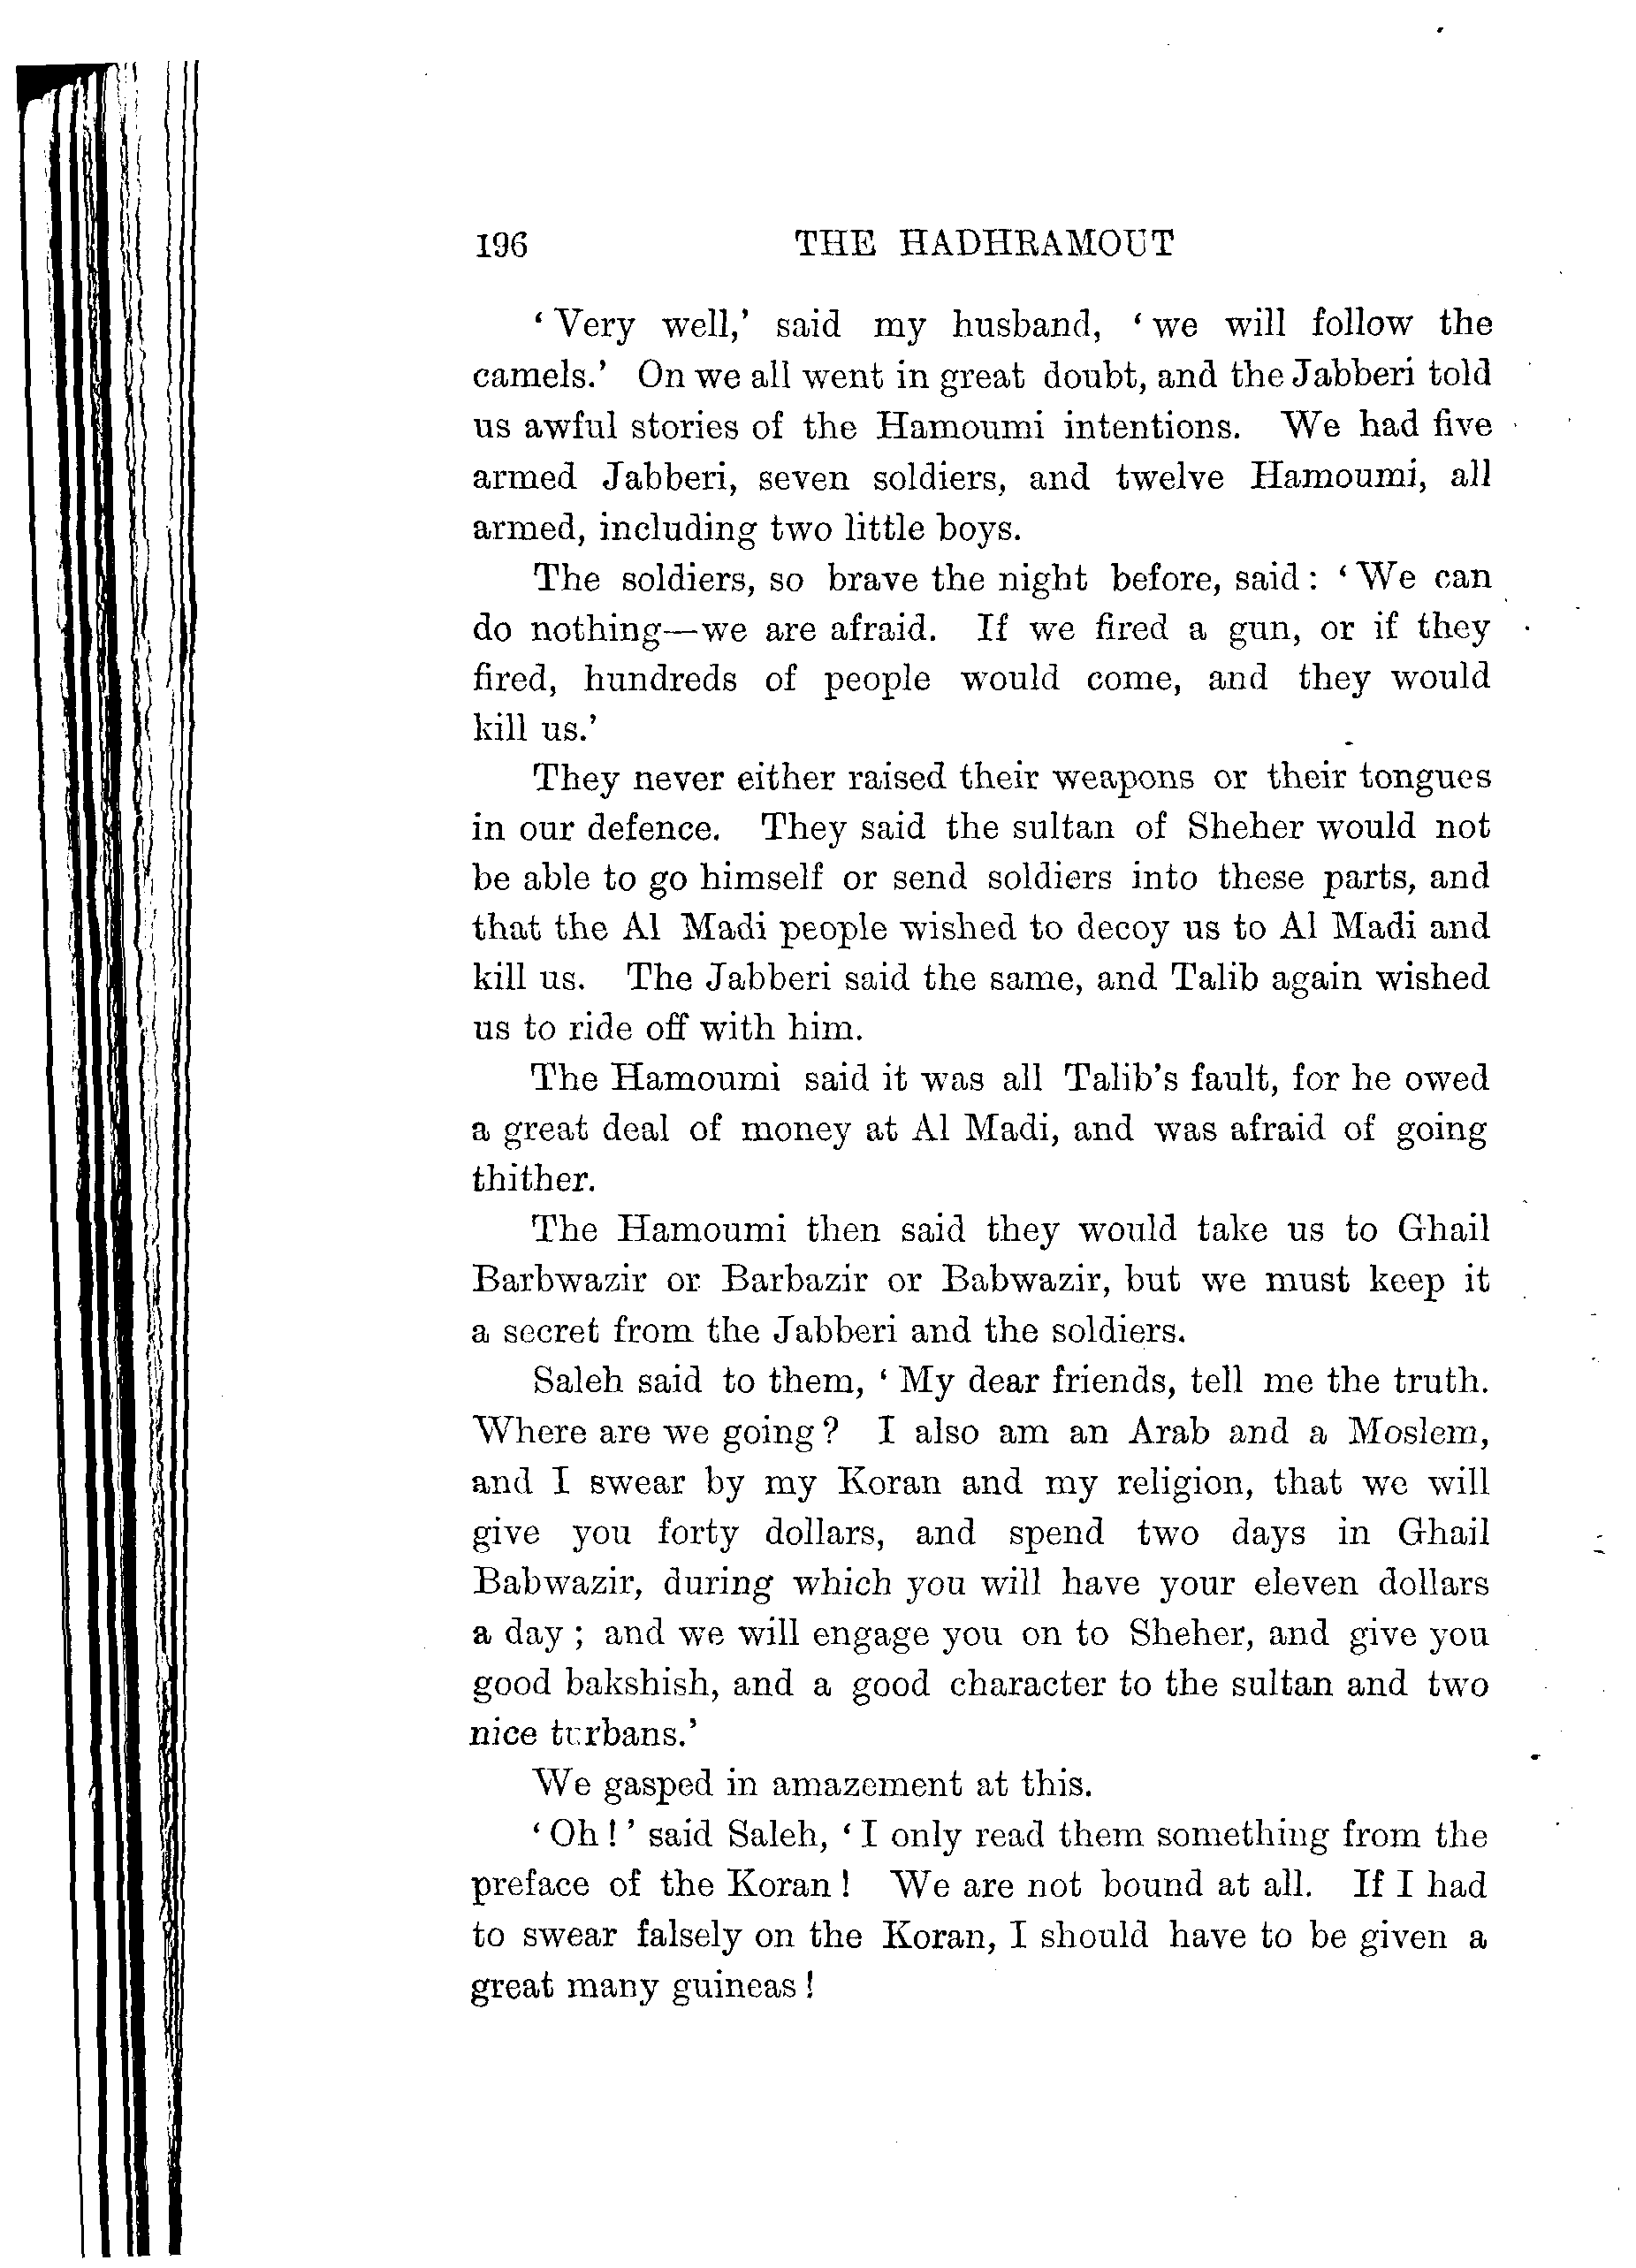 196 THE HADHRAMOUT
‘Very well,’ said my husband, ‘we will follow the
camels.’ On we all went in great doubt, and the Jabberi told
us awful stories of the Hamoumi intentions. We had five
armed Jabberi, seven soldiers, and twelve Hamoumi, all
armed, including two little boys.
The soldiers, so brave the night before, said: ‘We can
do nothing—we are afraid. If we fired a gun, or if they
fired, hundreds of people would come, and they would
kill us.’
They never either raised their weapons or their tongues
in our defence. They said the sultan of Sheher would not
be able to go himself or send soldiers into these parts, and
that the Al Madi people wished to decoy us to Al Madi and
kill us. The Jabberi said the same, and Talib again wished
us to ride off with him.
The Hamoumi said it was all Talib’s fault, for he owed
a great deal of money at Al Madi, and was afraid of going
thither.
The Hamoumi then said they would take us to Ghail
Barbwazir or Barbazir or Babwazir, but we must keep it
a secret from the Jabberi and the soldiers.
Saleh said to them, ‘My dear friends, tell me the truth.
Where are we going? I also am an Arab and a Moslem,
and I swear by my Koran and my religion, that we will
give you forty dollars, and spend two days in Ghail
Babwazir, during which you will have your eleven dollars
a day; and we will engage you on to Sheher, and give you
good bakshish, and a good character to the sultan and two
nice turbans.’
We gasped in amazement at this.
‘Oh!’ said Saleh, ‘I only read them something from the
preface of the Koran! We are not bound at all. If I had
to swear falsely on the Koran, I should have to be given a
great many guineas!